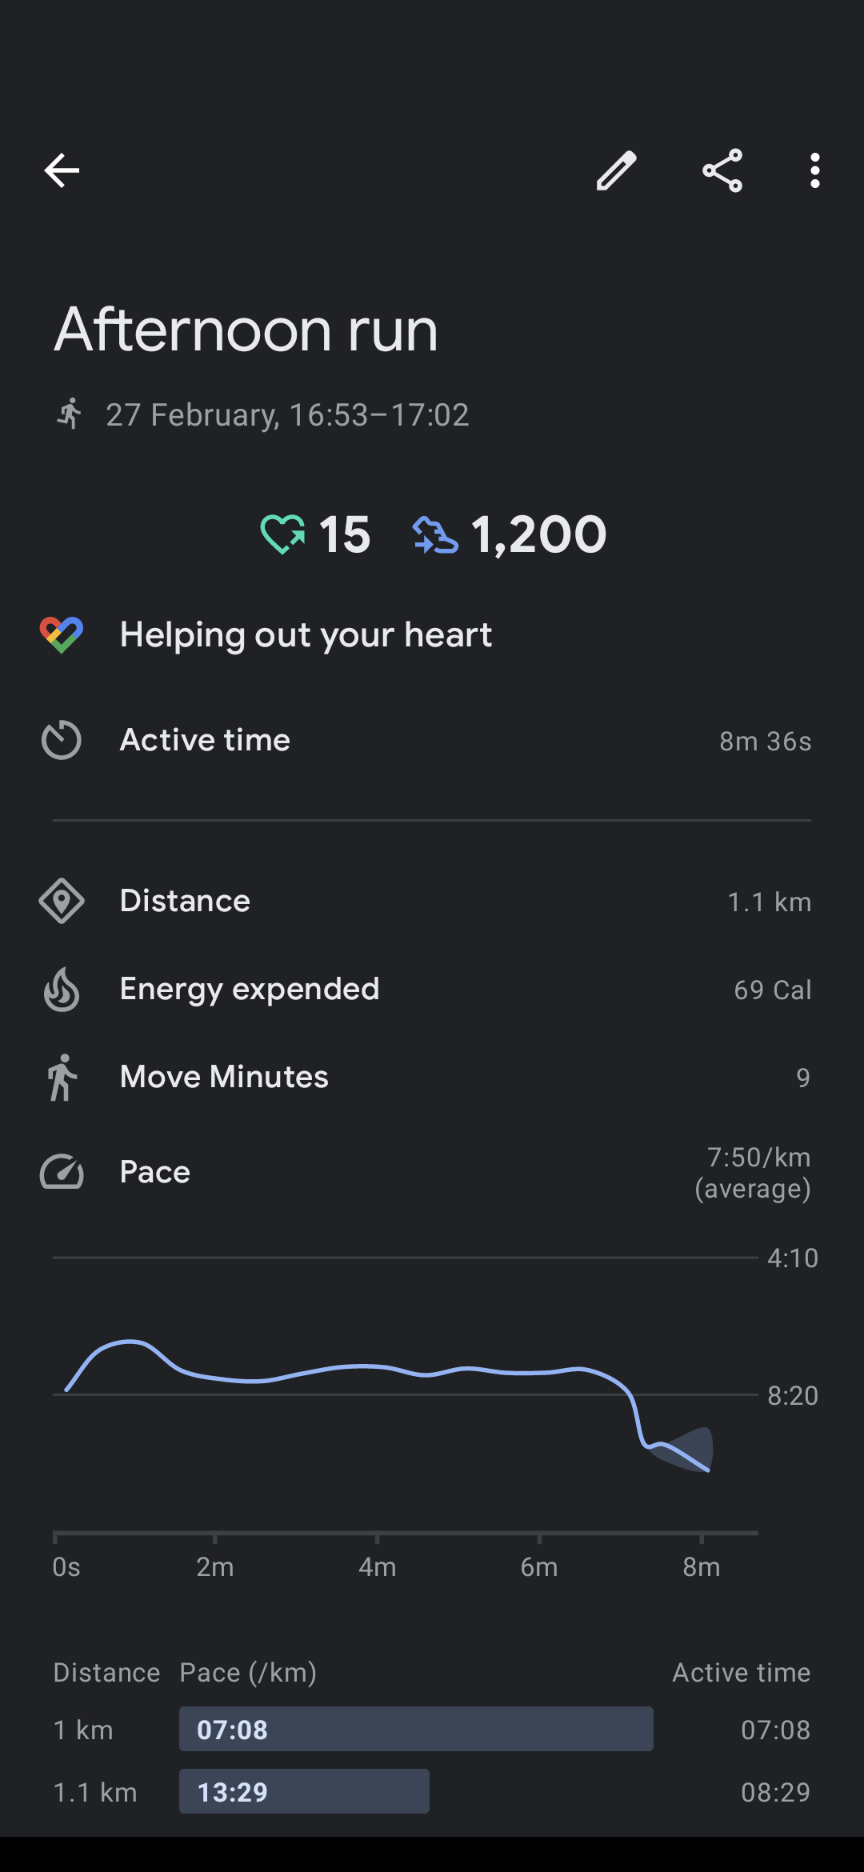 Afternoon run
27 February, 16:53–17:02
15 1,200
Helping out your heart
Active time 8m 36s
Distance 1.1 km
Energy expended 69 Cal
Move Minutes 9
Pace 7:50/km
(average)
4:10
8:20
0s 2m 4m 6m 8m
Distance Pace (/km) Active time
1 km 07:08 07:08
1.1 km 13:29 08:29